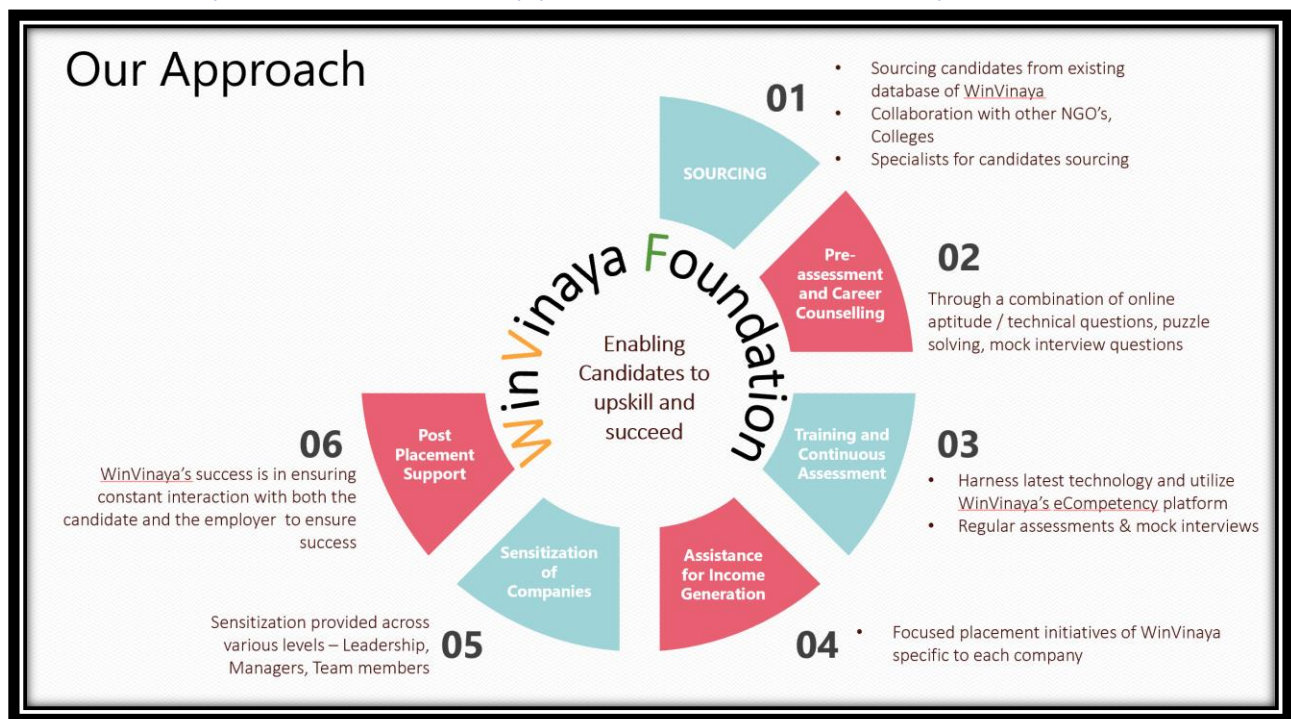 Our Approach
01
• Sourcing candidates from existing
database of WinVinaya
• Collaboration with other NGO's,
Colleges
• Specialists for candidates sourcing
SOURCING
02
Pre-
assessment
and Career
Counselling
Through a combination of online
aptitude / technical questions, puzzle
solving, mock interview questions
WinVinaya Foundation
Enabling
Candidates to
upskill and
succeed
03
Training and
Continuous
Assessment
• Harness latest technology and utilize
WinVinaya's eCompetency platform
• Regular assessments & mock interviews
04
Assistance
for Income
Generation
• Focused placement initiatives of WinVinaya
specific to each company
05
Sensitization
of
Companies
Sensitization provided across
various levels – Leadership,
Managers, Team members
06
Post
Placement
Support
WinVinaya's success is in ensuring
constant interaction with both the
candidate and the employer to ensure
success